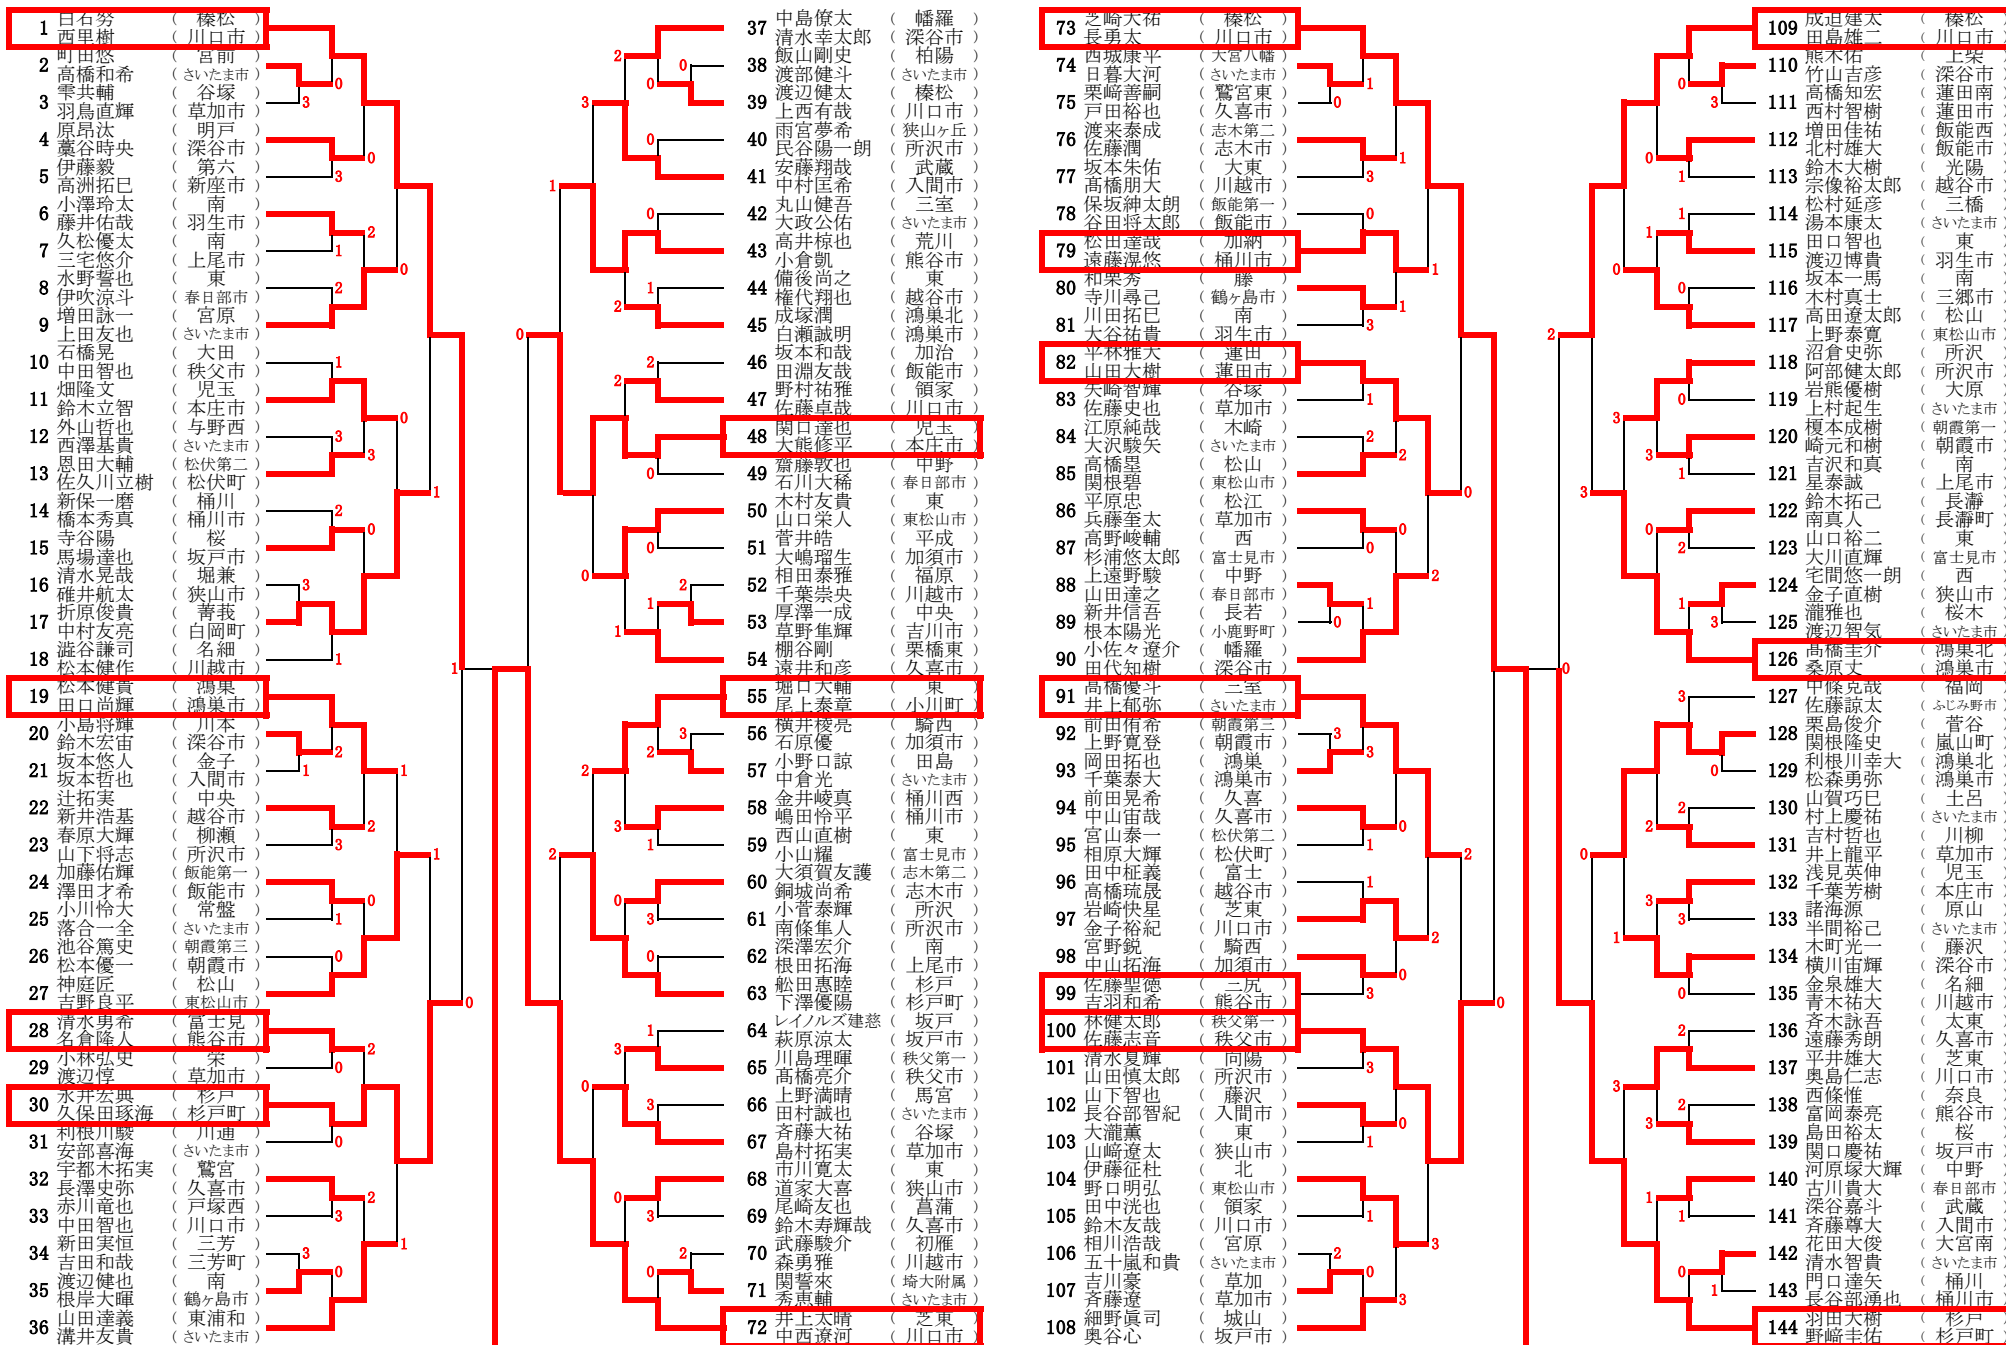 1 白石努 ( 榛松 )
西里樹 ( 川口市 )
2 町田悠 ( 宮前 )
高橋和希 ( さいたま市 )
3 雫共輔 ( 谷塚 )
羽鳥直輝 ( 草加市 )
4 原昂汰 ( 明戸 )
藁谷時央 ( 深谷市 )
5 伊藤毅 ( 第六 )
高洲拓巳 ( 新座市 )
6 小澤玲太 ( 南 )
藤井佑哉 ( 羽生市 )
7 久松優太 ( 南 )
三宅悠介 ( 上尾市 )
8 水野誓也 ( 東 )
伊吹涼斗 ( 春日部市 )
9 増田詠一 ( 宮原 )
上田友也 ( さいたま市 )
10 石橋晃 ( 大田 )
中田智也 ( 秩父市 )
11 畑隆文 ( 児玉 )
鈴木立智 ( 本庄市 )
12 外山哲也 ( 与野西 )
西澤基貴 ( さいたま市 )
13 恩田大輔 ( 松伏第二 )
佐久川立樹 ( 松伏町 )
14 新保一磨 ( 桶川 )
橋本秀真 ( 桶川市 )
15 寺谷陽 ( 桜 )
馬場達也 ( 坂戸市 )
16 清水晃哉 ( 堀兼 )
碓井航太 ( 狭山市 )
17 折原俊貴 ( 菁莪 )
中村友亮 ( 白岡町 )
18 澁谷謙司 ( 名細 )
松本健作 ( 川越市 )
19 松本健貴 ( 鴻巣 )
田口尚輝 ( 鴻巣市 )
20 小島将輝 ( 川本 )
鈴木宏宙 ( 深谷市 )
21 坂本悠人 ( 金子 )
坂本哲也 ( 入間市 )
22 辻拓実 ( 中央 )
新井浩基 ( 越谷市 )
23 春原大輝 ( 柳瀬 )
山下将志 ( 所沢市 )
24 加藤佑輝 ( 飯能第一 )
澤田才希 ( 飯能市 )
25 小川怜大 ( 常盤 )
落合一全 ( さいたま市 )
26 池谷篤史 ( 朝霞第三 )
松本優一 ( 朝霞市 )
27 神庭匠 ( 松山 )
吉野良平 ( 東松山市 )
28 清水勇希 ( 富士見 )
名倉隆人 ( 熊谷市 )
29 小林弘史 ( 栄 )
渡辺惇 ( 草加市 )
30 永井宏典 ( 杉戸 )
久保田琢海 ( 杉戸町 )
31 利根川駿 ( 川通 )
安部喜海 ( さいたま市 )
32 宇都木拓実 ( 鷲宮 )
長澤史弥 ( 久喜市 )
33 赤川竜也 ( 戸塚西 )
中田智也 ( 川口市 )
34 新田実恒 ( 三芳 )
吉田和哉 ( 三芳町 )
35 渡辺健也 ( 南 )
根岸大暉 ( 鶴ヶ島市 )
36 山田達義 ( 東浦和 )
溝井友貴 ( さいたま市 )
37 中島僚太 ( 幡羅 )
清水幸太郎 ( 深谷市 )
38 飯山剛史 ( 柏陽 )
渡部健斗 ( さいたま市 )
39 渡辺健太 ( 榛松 )
上西有哉 ( 川口市 )
40 雨宮夢希 ( 狭山ヶ丘 )
民谷陽一朗 ( 所沢市 )
41 安藤翔哉 ( 武蔵 )
中村匡希 ( 入間市 )
42 丸山健吾 ( 三室 )
大政公佑 ( さいたま市 )
43 高井椋也 ( 荒川 )
小倉凱 ( 熊谷市 )
44 備後尚之 ( 東 )
権代翔也 ( 越谷市 )
45 成塚潤 ( 鴻巣北 )
白瀬誠明 ( 鴻巣市 )
46 坂本和哉 ( 加治 )
田淵友哉 ( 飯能市 )
47 野村祐雅 ( 領家 )
佐藤卓哉 ( 川口市 )
48 関口達也 ( 児玉 )
大熊修平 ( 本庄市 )
49 齋藤敦也 ( 中野 )
石川大稀 ( 春日部市 )
50 木村友貴 ( 東 )
山口栄人 ( 東松山市 )
51 菅井皓 ( 平成 )
大嶋瑠生 ( 加須市 )
52 相田泰雅 ( 福原 )
千葉崇央 ( 川越市 )
53 厚澤一成 ( 中央 )
草野隼輝 ( 吉川市 )
54 棚谷剛 ( 栗橋東 )
遠井和彦 ( 久喜市 )
55 堀口大輔 ( 東 )
尾上泰章 ( 小川町 )
56 横井稜亮 ( 騎西 )
石原優 ( 加須市 )
57 小野口諒 ( 田島 )
中倉光 ( さいたま市 )
58 金井崚真 ( 桶川西 )
嶋田怜平 ( 桶川市 )
59 西山直樹 ( 東 )
小山耀 ( 富士見市 )
60 大須賀友護 ( 志木第二 )
銅城尚希 ( 志木市 )
61 小菅泰輝 ( 所沢 )
南條隼人 ( 所沢市 )
62 深澤宏介 ( 南 )
根田拓海 ( 上尾市 )
63 舩田恵睦 ( 杉戸 )
下澤優陽 ( 杉戸町 )
64 レイノルズ建慈 ( 坂戸 )
萩原涼太 ( 坂戸市 )
65 川島理暉 ( 秩父第一 )
髙橋亮介 ( 秩父市 )
66 上野満晴 ( 馬宮 )
田村誠也 ( さいたま市 )
67 斉藤大祐 ( 谷塚 )
島村拓実 ( 草加市 )
68 市川寛太 ( 東 )
道家大喜 ( 狭山市 )
69 尾崎友也 ( 菖蒲 )
鈴木寿輝哉 ( 久喜市 )
70 武藤駿介 ( 初雁 )
森勇雅 ( 川越市 )
71 関誓來 ( 埼大附属 )
秀恵輔 ( さいたま市 )
72 井上太晴 ( 芝東 )
中西遼河 ( 川口市 )
73 芝崎大祐 ( 榛松 )
長勇太 ( 川口市 )
74 西城康平 ( 大宮八幡 )
日暮大河 ( さいたま市 )
75 栗﨑善嗣 ( 鷲宮東 )
戸田裕也 ( 久喜市 )
76 渡来泰成 ( 志木第二 )
佐藤潤 ( 志木市 )
77 坂本朱佑 ( 大東 )
髙橋朋大 ( 川越市 )
78 保坂紳太朗 ( 飯能第一 )
谷田将太郎 ( 飯能市 )
79 松田達哉 ( 加納 )
遠藤滉悠 ( 桶川市 )
80 和栗秀 ( 藤 )
寺川尋己 ( 鶴ヶ島市 )
81 川田拓巳 ( 南 )
大谷祐貴 ( 羽生市 )
82 平林雅大 ( 蓮田 )
山田大樹 ( 蓮田市 )
83 矢崎智輝 ( 谷塚 )
佐藤史也 ( 草加市 )
84 江原純哉 ( 木崎 )
大沢駿矢 ( さいたま市 )
85 高橋塁 ( 松山 )
関根碧 ( 東松山市 )
86 平原忠 ( 松江 )
兵藤奎太 ( 草加市 )
87 高野峻輔 ( 西 )
杉浦悠太郎 ( 富士見市 )
88 上遠野駿 ( 中野 )
山田達之 ( 春日部市 )
89 新井信吾 ( 長若 )
根本陽光 ( 小鹿野町 )
90 小佐々遼介 ( 幡羅 )
田代知樹 ( 深谷市 )
91 高橋優斗 ( 三室 )
井上郁弥 ( さいたま市 )
92 前田侑希 ( 朝霞第三 )
上野寛登 ( 朝霞市 )
93 岡田拓也 ( 鴻巣 )
千葉泰大 ( 鴻巣市 )
94 前田晃希 ( 久喜 )
中山宙哉 ( 久喜市 )
95 宮山泰一 ( 松伏第二 )
相原大輝 ( 松伏町 )
96 田中柾義 ( 富士 )
高橋琉晟 ( 越谷市 )
97 岩崎快星 ( 芝東 )
金子裕紀 ( 川口市 )
98 宮野鋭 ( 騎西 )
中山拓海 ( 加須市 )
99 佐藤聖徳 ( 三尻 )
吉羽和希 ( 熊谷市 )
100 林健太郎 ( 秩父第一 )
佐藤志音 ( 秩父市 )
101 清水夏輝 ( 向陽 )
山田慎太郎 ( 所沢市 )
102 山下智也 ( 藤沢 )
長谷部智紀 ( 入間市 )
103 大瀧薫 ( 東 )
山﨑遼太 ( 狭山市 )
104 伊藤征杜 ( 北 )
野口明弘 ( 東松山市 )
105 田中洸也 ( 領家 )
鈴木友哉 ( 川口市 )
106 相川浩哉 ( 宮原 )
五十嵐和貴 ( さいたま市 )
107 吉川豪 ( 草加 )
斉藤遼 ( 草加市 )
108 細野眞司 ( 城山 )
奥谷心 ( 坂戸市 )
109 成迫建太 ( 榛松 )
田島雄二 ( 川口市 )
110 熊木佑 ( 上柴 )
竹山吉彦 ( 深谷市 )
111 高橋知宏 ( 蓮田南 )
西村智樹 ( 蓮田市 )
112 増田佳祐 ( 飯能西 )
北村雄大 ( 飯能市 )
113 鈴木大樹 ( 光陽 )
宗像裕太郎 ( 越谷市 )
114 松村延彦 ( 三橋 )
湯本康太 ( さいたま市 )
115 田口智也 ( 東 )
渡辺博貴 ( 羽生市 )
116 坂本一馬 ( 南 )
木村真士 ( 三郷市 )
117 高田遼太郎 ( 松山 )
上野泰寛 ( 東松山市 )
118 沼倉史弥 ( 所沢 )
阿部健太郎 ( 所沢市 )
119 岩熊優樹 ( 大原 )
上村起生 ( さいたま市 )
120 榎本成樹 ( 朝霞第一 )
崎元和樹 ( 朝霞市 )
121 吉沢和真 ( 南 )
星泰誠 ( 上尾市 )
122 鈴木拓己 ( 長瀞 )
南真人 ( 長瀞町 )
123 山口裕二 ( 東 )
大川直輝 ( 富士見市 )
124 宅間悠一朗 ( 西 )
金子直樹 ( 狭山市 )
125 瀧雅也 ( 桜木 )
渡辺智気 ( さいたま市 )
126 髙橋圭介 ( 鴻巣北 )
桑原丈 ( 鴻巣市 )
127 中條克哉 ( 福岡 )
佐藤諒太 ( ふじみ野市 )
128 栗島俊介 ( 菅谷 )
関根隆史 ( 嵐山町 )
129 利根川幸大 ( 鴻巣北 )
松森勇弥 ( 鴻巣市 )
130 山賀巧巳 ( 土呂 )
村上慶祐 ( さいたま市 )
131 吉村哲也 ( 川柳 )
井上龍平 ( 草加市 )
132 浅見英伸 ( 児玉 )
千葉芳樹 ( 本庄市 )
133 諸海源 ( 原山 )
半間裕己 ( さいたま市 )
134 木町光一 ( 藤沢 )
横川宙輝 ( 深谷市 )
135 金泉雄大 ( 名細 )
青木祐大 ( 川越市 )
136 斉木詠吾 ( 太東 )
遠藤秀朗 ( 久喜市 )
137 平井雄大 ( 芝東 )
奥島仁志 ( 川口市 )
138 西條惟 ( 奈良 )
富岡泰亮 ( 熊谷市 )
139 島田裕太 ( 桜 )
関口慶祐 ( 坂戸市 )
140 河原塚大輝 ( 中野 )
古川貴大 ( 春日部市 )
141 深谷嘉斗 ( 武蔵 )
斉藤尊大 ( 入間市 )
142 花田大俊 ( 大宮南 )
清水智貴 ( さいたま市 )
143 門口達矢 ( 桶川 )
長谷部湧也 ( 桶川市 )
144 羽田大樹 ( 杉戸 )
野﨑圭佑 ( 杉戸町 )